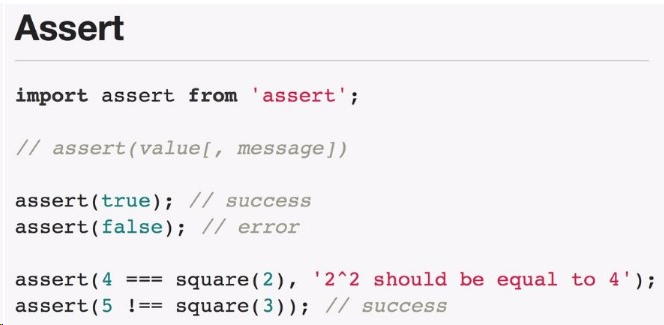 Assert
import assert from 'assert';
// assert(value[, message])
assert(true); // success
assert(false); // error
assert(4 === square(2), '2^2 should be equal to 4');
assert(5 !== square(3)); // success